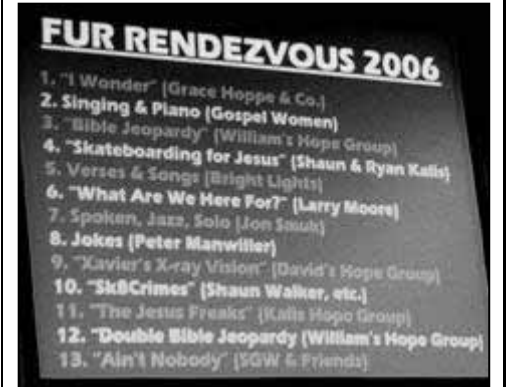 FUR RENDEZVOUS 2006
1. "I Wonder" (Grace Hoppe & Co.)
2. Singing & Piano (Gospel Women)
3. "Bible Jeopardy" (William's Hope Group)
4. "Skateboarding for Jesus" (Shaun & Ryan Kalis)
5. Verses & Songs (Bright Lights)
6. "What Are We Here For?" (Larry Moore)
7. Spoken, Jazz, Solo (Jon
8. Jokes (Peter Manwiller)
9. "Xavier's X-ray Vision" (David's Hope Group)
10. "Sk8Crimes" (Shaun Walker, etc.)
11. "The Jesus Freaks" (Kalis Hope Group)
12. "Double Bible Jeopardy (William's Hope Group)
13. "Ain't Nobody" (SGW & Friends)